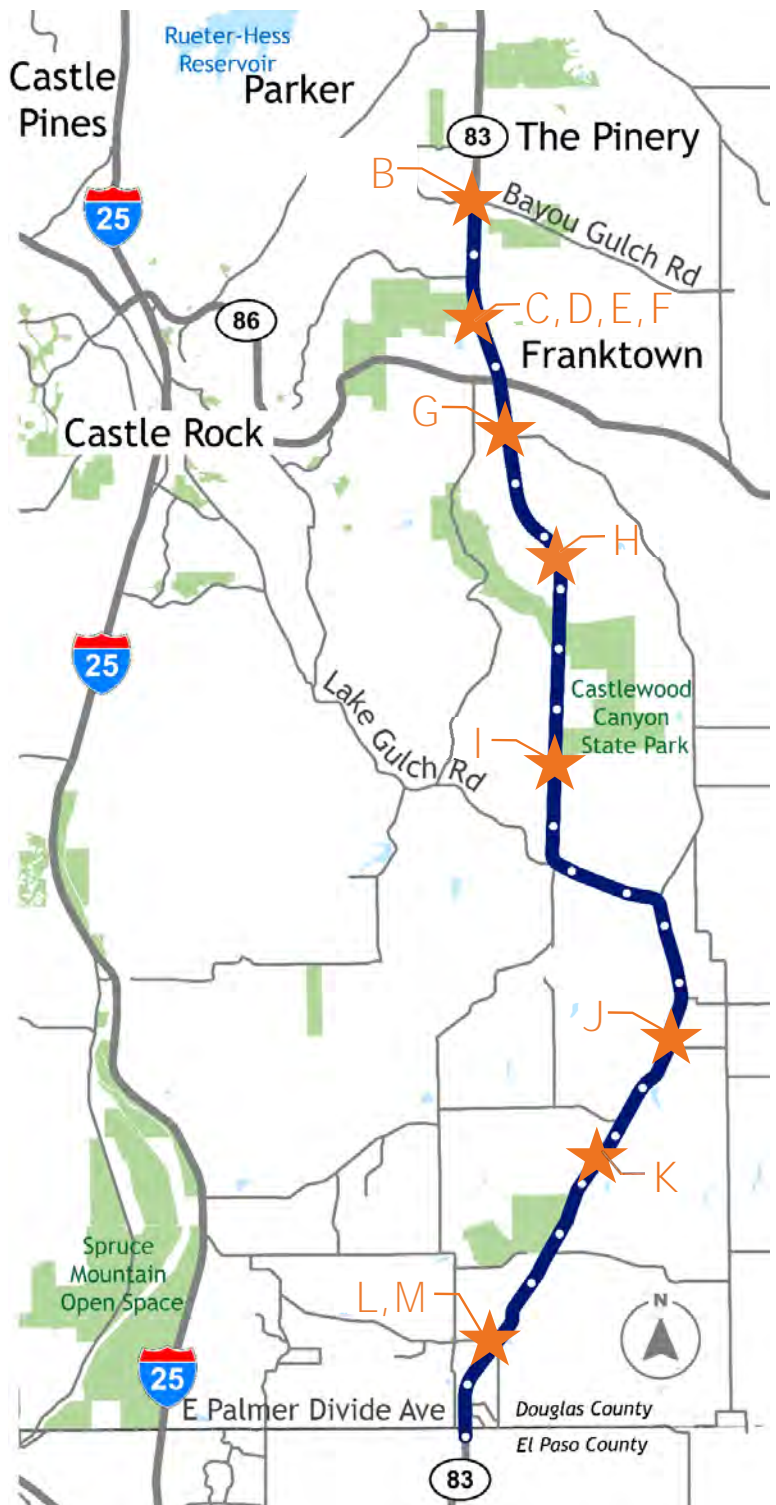 Rueter-Hess
Reservoir
Castle
Pines
Parker
83
The Pinery
B
Bayou Gulch Rd
25
86
C, D, E, F
Franktown
G
Castle Rock
H
25
Lake Gulch Rd
Castlewood
Canyon
State Park
I
J
K
Spruce
Mountain
Open Space
L, M
N
25
E Palmer Divide Ave
Douglas County
El Paso County
83